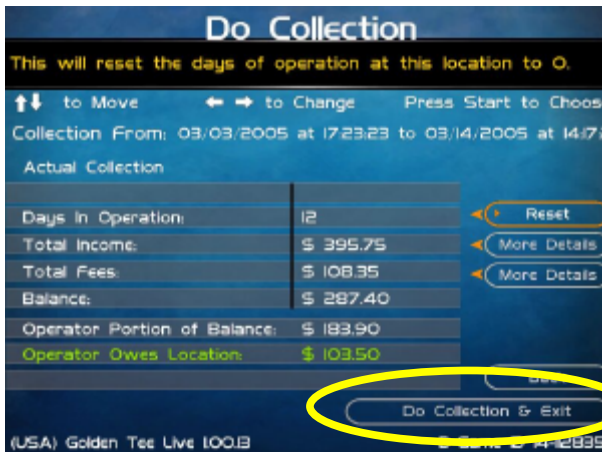 Do Collection
This will reset the days of operation at this location to 0.
to Move to Change Press Start to Choos
Collection From: 03/03/2005 at 17:23:23 to 03/14/2005 at 14:17:
Actual Collection
Days In Operation: 12 Reset
Total Income: $ 395.75 More Details
Total Fees: $ 108.35 More Details
Balance: $ 287.40
Operator Portion of Balance: $ 183.90
Operator Owes Location: $ 103.50
Do Collection & Exit
(USA) Golden Tee Live 1.00.13